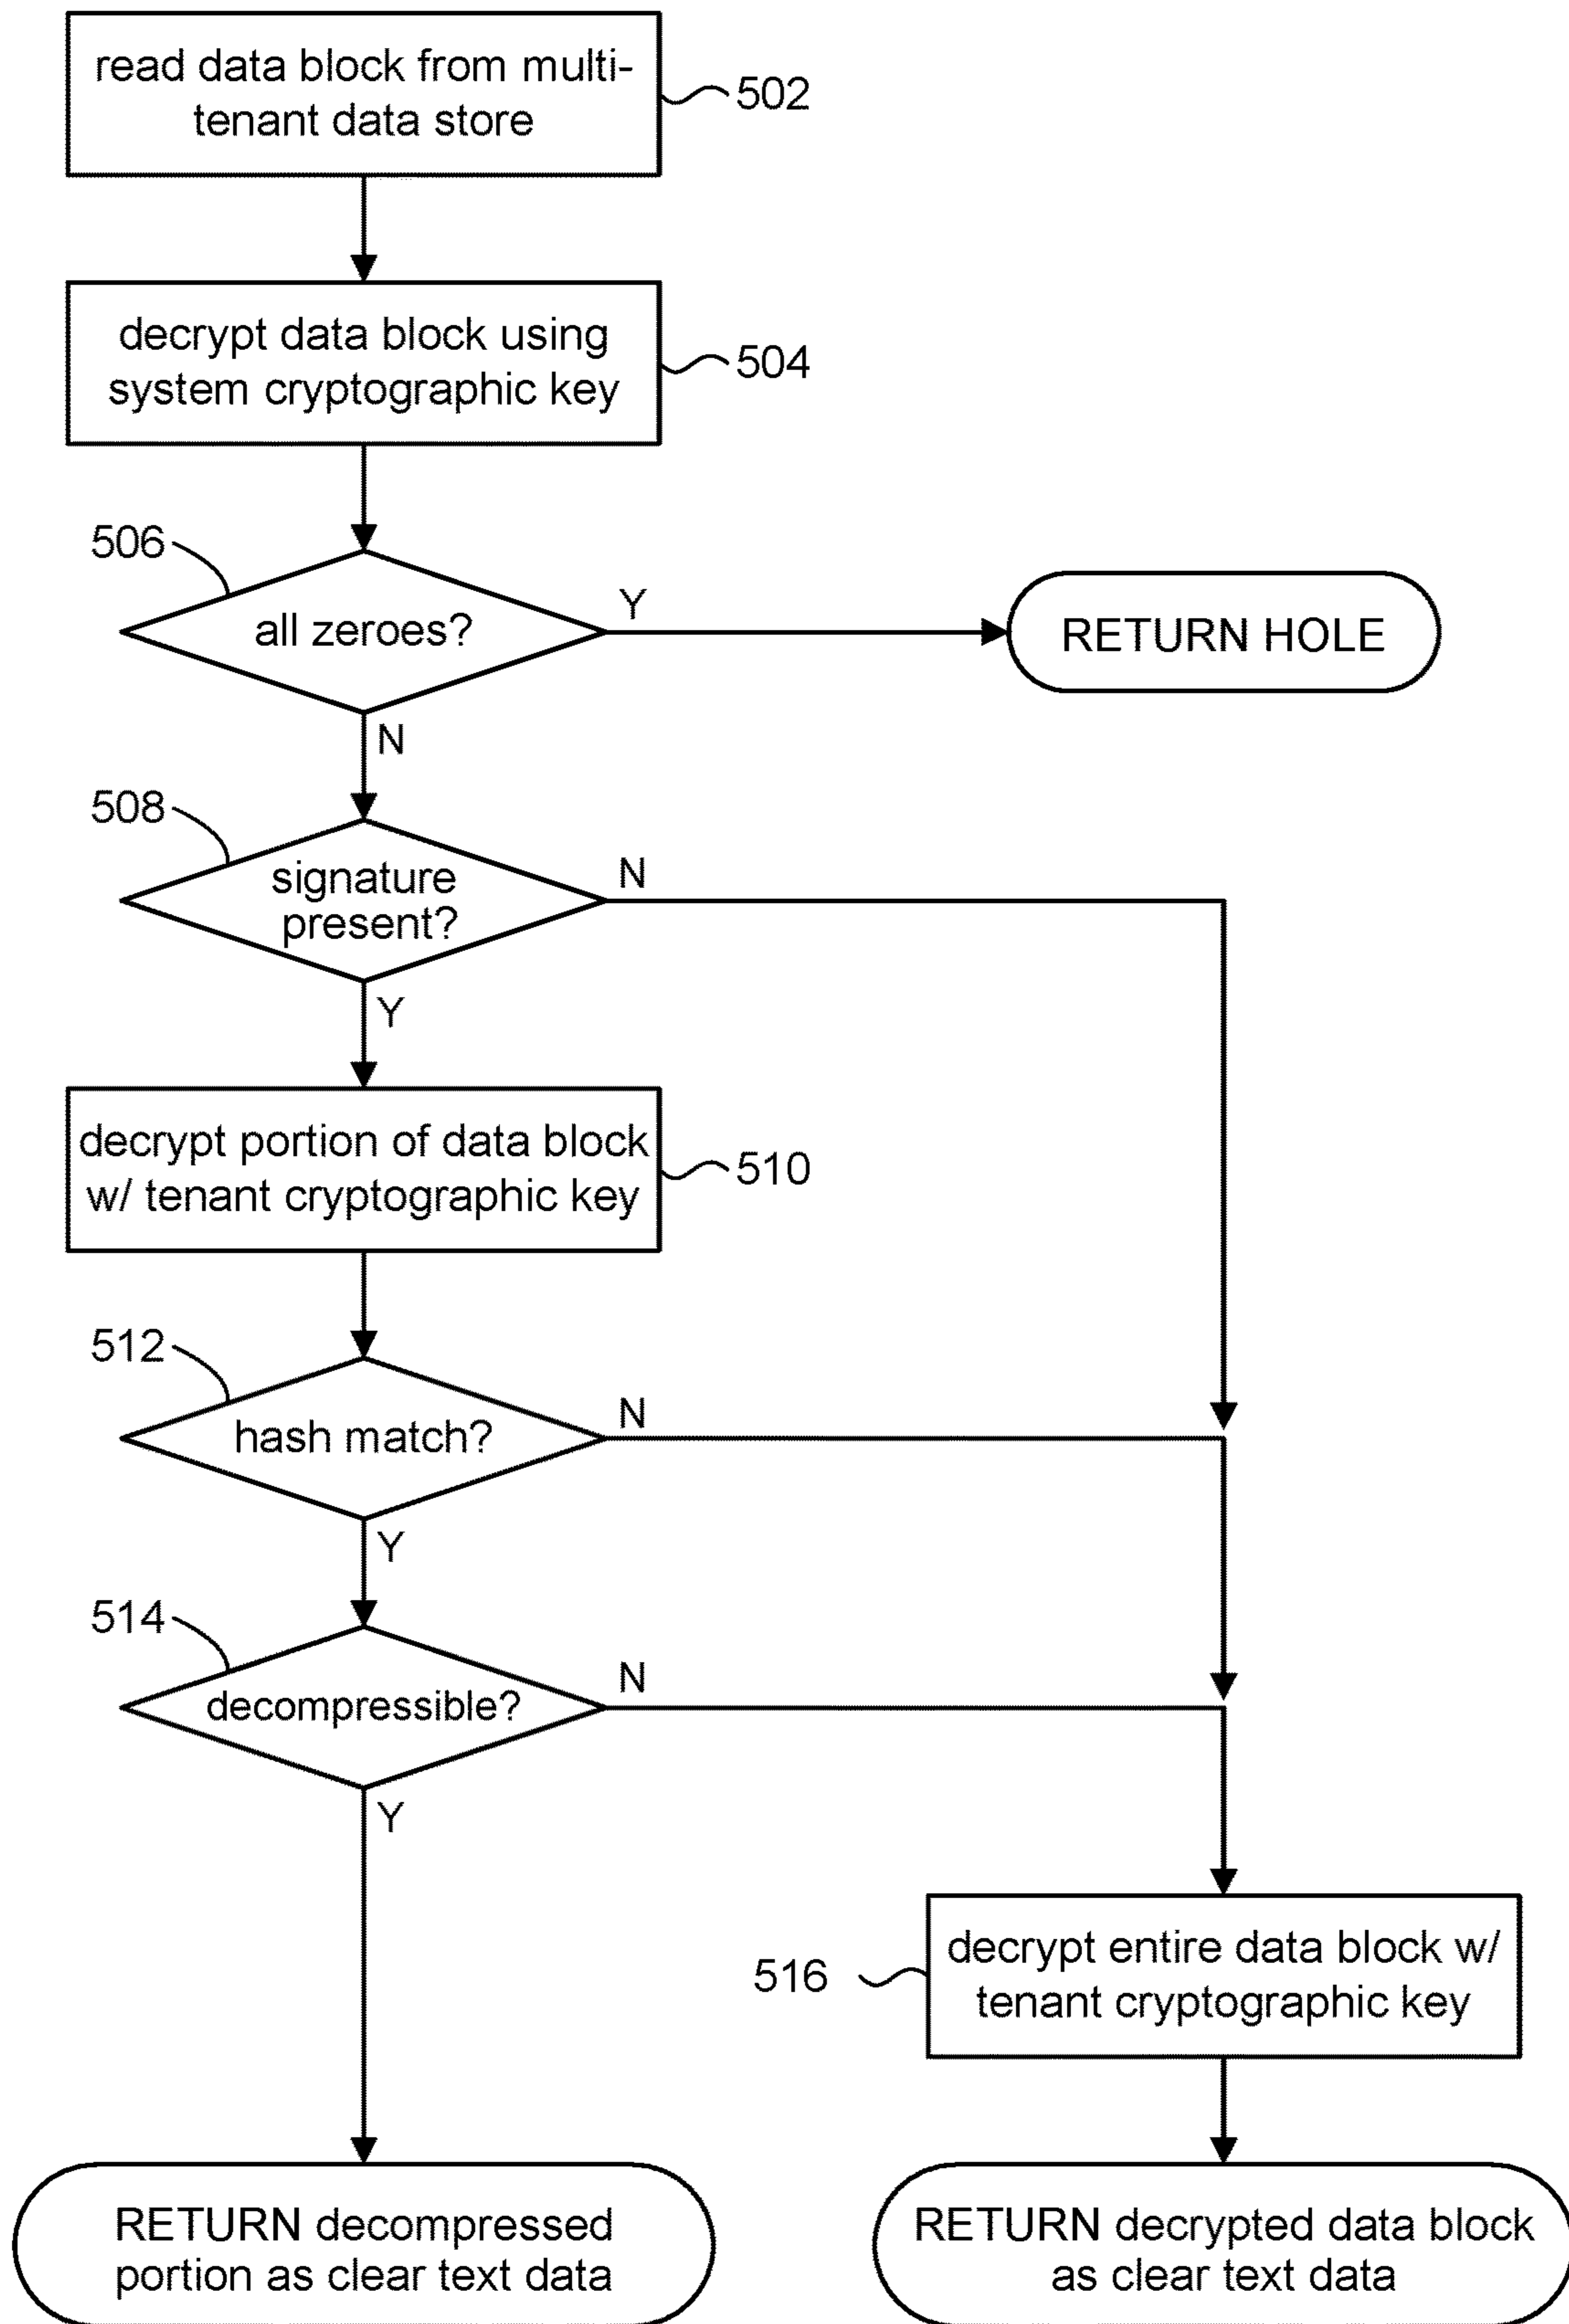 read data block from multi-
tenant data store
502
decrypt data block using
system cryptographic key
504
506
all zeroes?
Y
RETURN HOLE
N
508
signature
present?
N
Y
decrypt portion of data block
w/ tenant cryptographic key
510
512
hash match?
N
Y
514
decompressible?
N
Y
decrypt entire data block w/
tenant cryptographic key
516
RETURN decompressed
portion as clear text data
RETURN decrypted data block
as clear text data